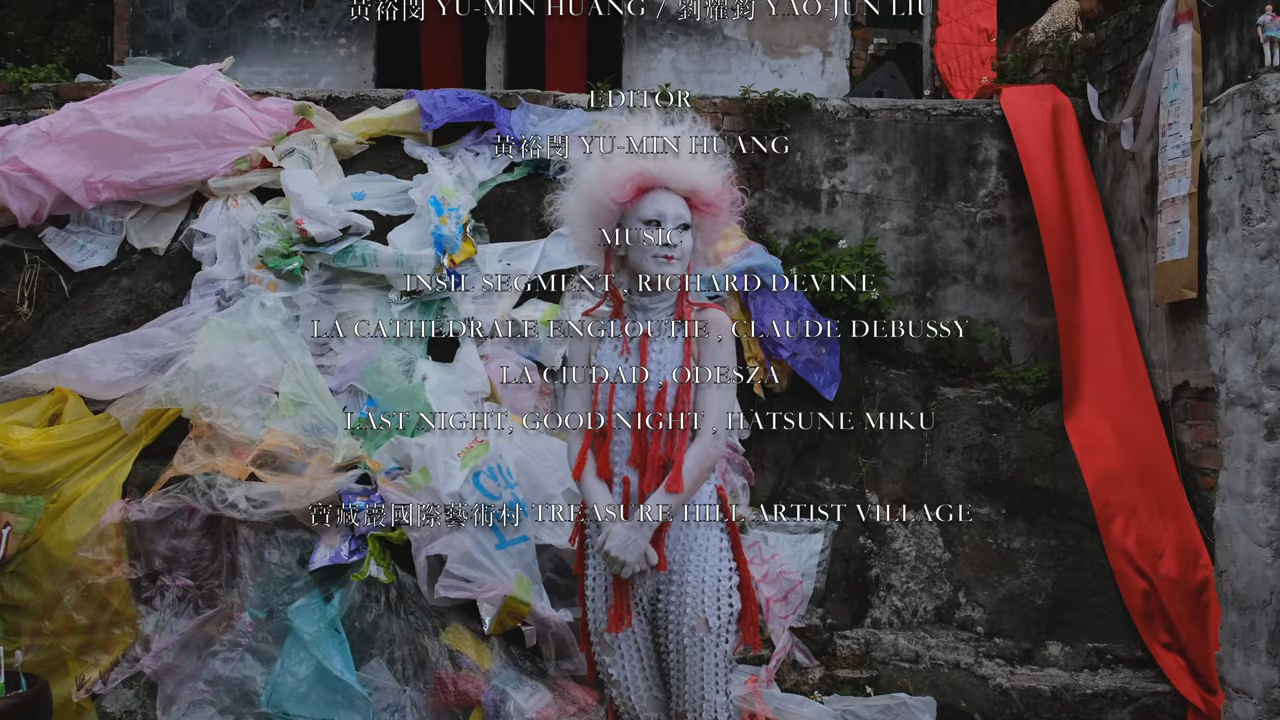 黃裕閔 YU-MIN HUANG / 劉耀鈞 YAO-JUN LIU
EDITOR
黃裕閔 YU-MIN HUANG
MUSIC
INSIL SEGMENT , RICHARD DEVINE
LA CATHÉDRALE ENGLOUTIE , CLAUDE DEBUSSY
LA CIUDAD , ODESZA
LAST NIGHT, GOOD NIGHT , HATSUNE MIKU
寶藏巖國際藝術村 TREASURE HILL ARTIST VILLAGE